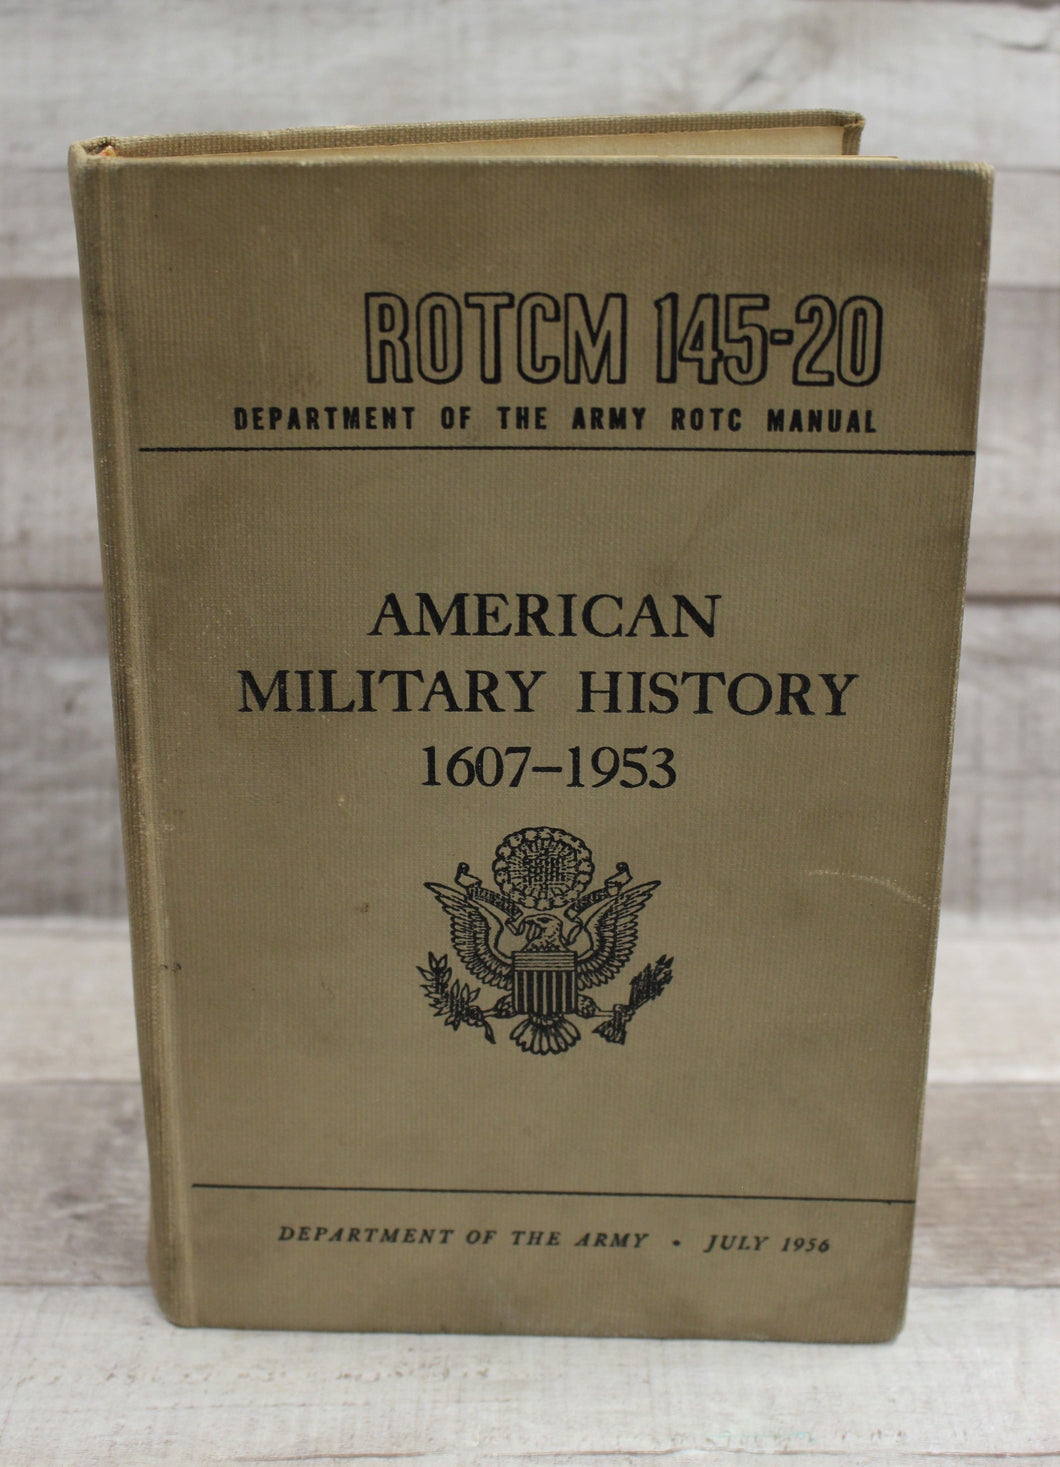 ROTCM 145-20
DEPARTMENT OF THE ARMY ROTC MANUAL
AMERICAN
MILITARY HISTORY
1607–1953
DEPARTMENT OF THE ARMY • JULY 1956